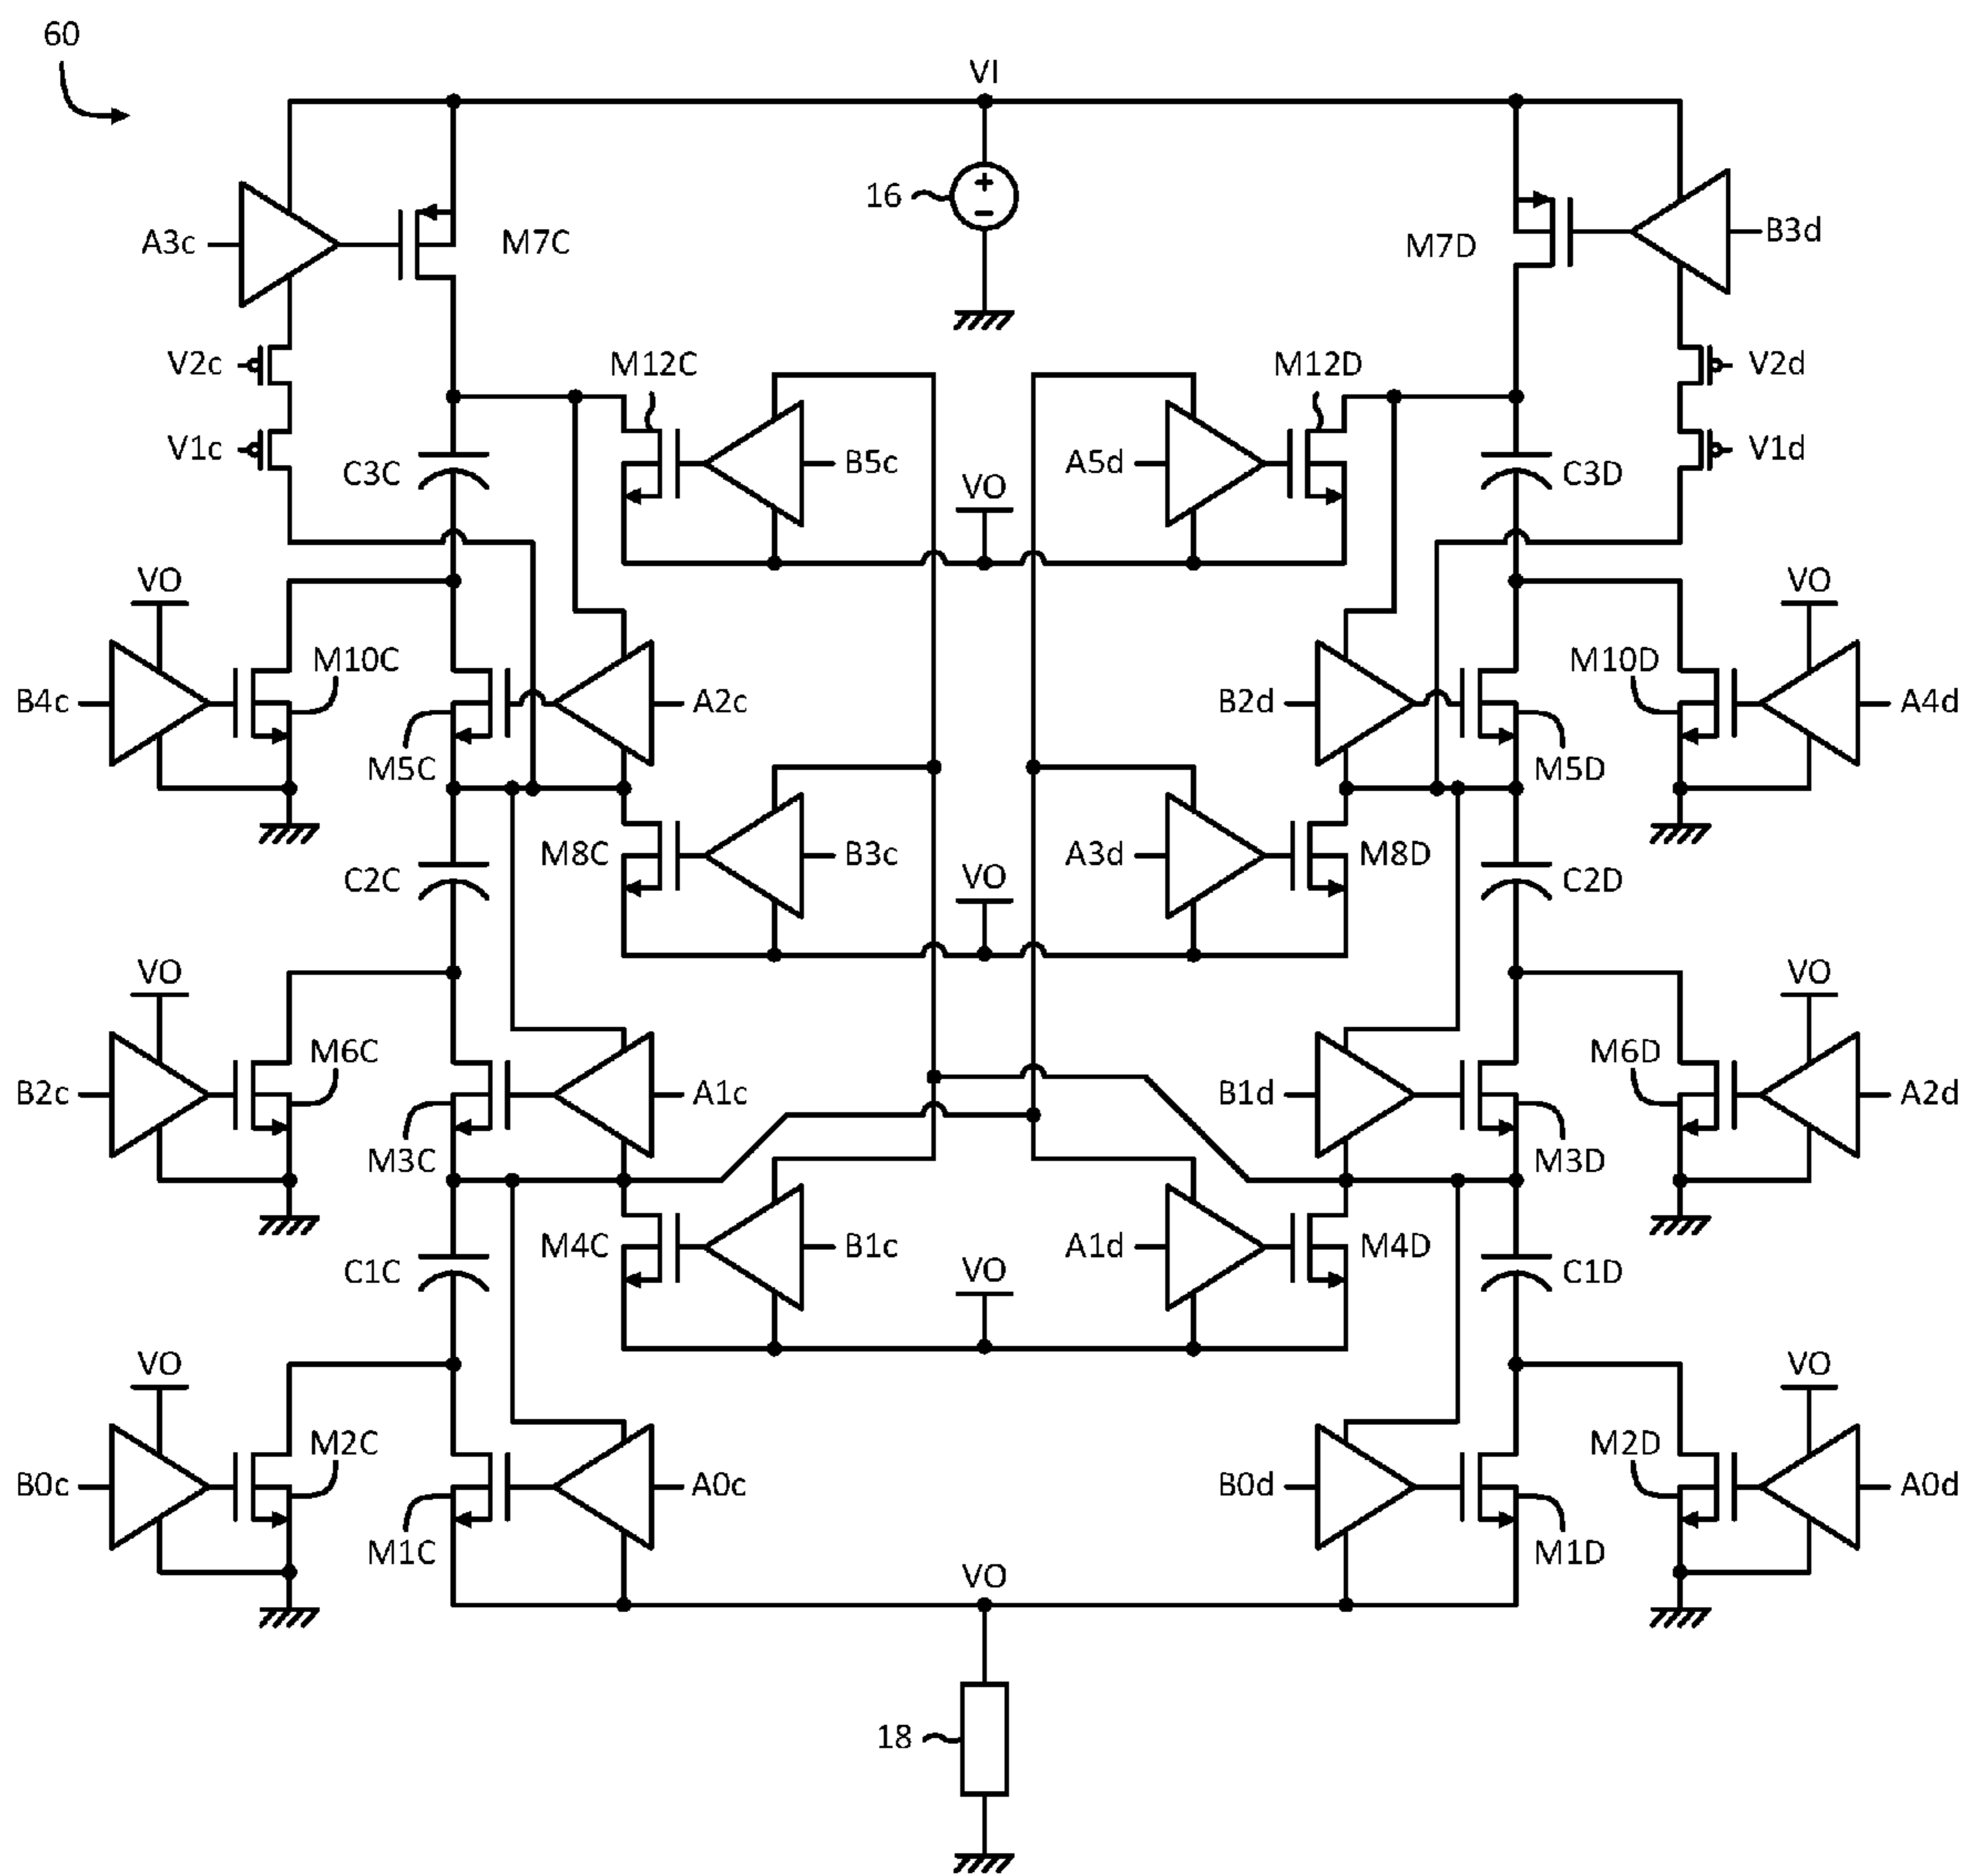 60
VI
16
A3c
M7C
M7D
B3d
V2c
M12C
M12D
V2d
V1c
C3C
B5c
VO
A5d
C3D
V1d
VO
VO
B4c
M10C
M5C
A2c
B2d
M10D
M5D
A4d
C2C
M8C
B3c
VO
A3d
M8D
C2D
VO
VO
B2c
M6C
M3C
A1c
B1d
M6D
M3D
A2d
C1C
M4C
B1c
VO
A1d
M4D
C1D
VO
VO
B0c
M2C
M1C
A0c
B0d
M2D
M1D
A0d
VO
18